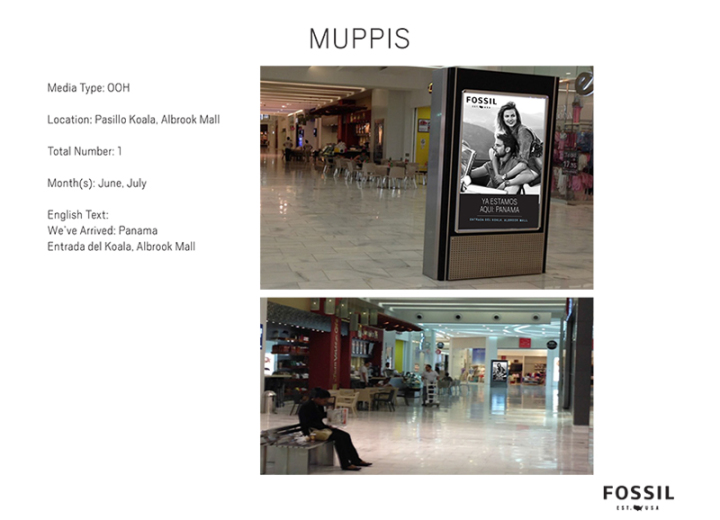 MUPPIS
Media Type: OOH
Location: Pasillo Koala, Albrook Mall
Total Number: 1
Month(s): June, July
English Text:
We've Arrived: Panama
Entrada del Koala, Albrook Mall
FOSSIL
YA ESTAMOS
AQUI: PANAMÁ
ENTRADA DEL KOALA, ALBROOK MALL
FOSSIL
EST. USA